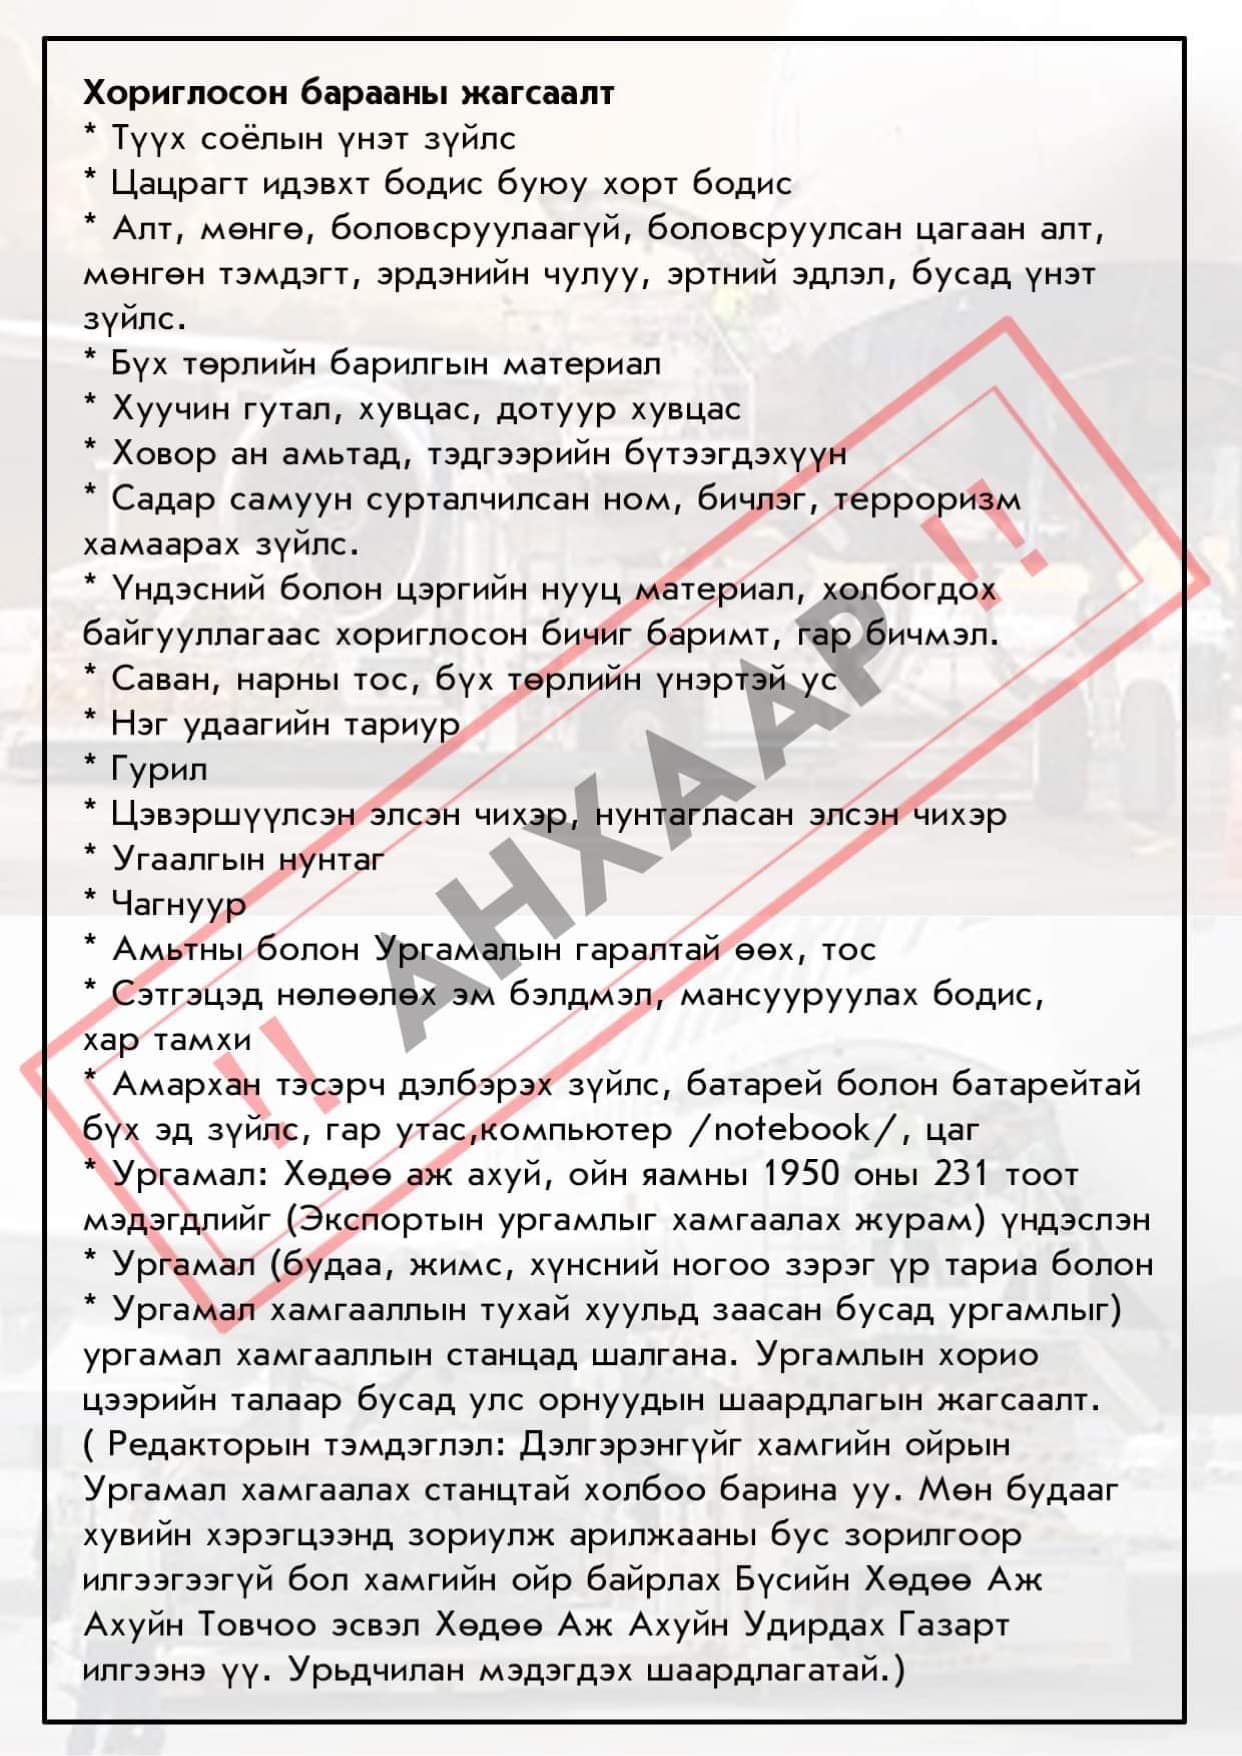 Хориглосон барааны жагсаалт
* Түүх соёлын үнэт зүйлс
* Цацрагт идэвхт бодис буюу хорт бодис
* Алт, мөнгө, боловсруулаагүй, боловсруулсан цагаан алт,
мөнгөн тэмдэгт, эрдэнийн чулуу, эртний эдлэл, бусад үнэт
зүйлс.
* Бүх төрлийн барилгын материал
* Хуучин гутал, хувцас, дотуур хувцас
* Ховор ан амьтад, тэдгээрийн бүтээгдэхүүн
* Садар самуун сурталчилсан ном, бичлэг, терроризм
хамаарах зүйлс.
* Үндэсний болон цэргийн нууц материал, холбогдох
байгууллагаас хориглосон бичиг баримт, гар бичмэл.
* Саван, нарны тос, бүх төрлийн үнэртэй ус
* Нэг удаагийн тариур
* Гурил
* Цэвэршүүлсэн элсэн чихэр, нунтагласан элсэн чихэр
* Угаалгын нунтаг
* Чагнуур
* Амьтны болон Ургамалын гаралтай өөх, тос
* Сэтгэцэд нөлөөлөх эм бэлдмэл, мансууруулах бодис,
хар тамхи
* Амархан тэсэрч дэлбэрэх зүйлс, батарей болон батарейтай
бүх эд зүйлс, гар утас,компьютер /notebook/, цаг
* Ургамал: Хөдөө аж ахуй, ойн яамны 1950 оны 231 тоот
мэдэгдлийг (Экспортын ургамлыг хамгаалах журам) үндэслэн
* Ургамал (будаа, жимс, хүнсний ногоо зэрэг үр тариа болон
* Ургамал хамгааллын тухай хуульд заасан бусад ургамлыг)
ургамал хамгааллын станцад шалгана. Ургамлын хорио
цээрийн талаар бусад улс орнуудын шаардлагын жагсаалт.
( Редакторын тэмдэглэл: Дэлгэрэнгүйг хамгийн ойрын
Ургамал хамгаалах станцтай холбоо барина уу. Мөн будааг
хувийн хэрэгцээнд зориулж арилжааны бус зорилгоор
илгээгээгүй бол хамгийн ойр байрлах Бүсийн Хөдөө Аж
Ахуйн Товчоо эсвэл Хөдөө Аж Ахуйн Удирдах Газарт
илгээнэ үү. Урьдчилан мэдэгдэх шаардлагатай.)
!! АНХААР !!